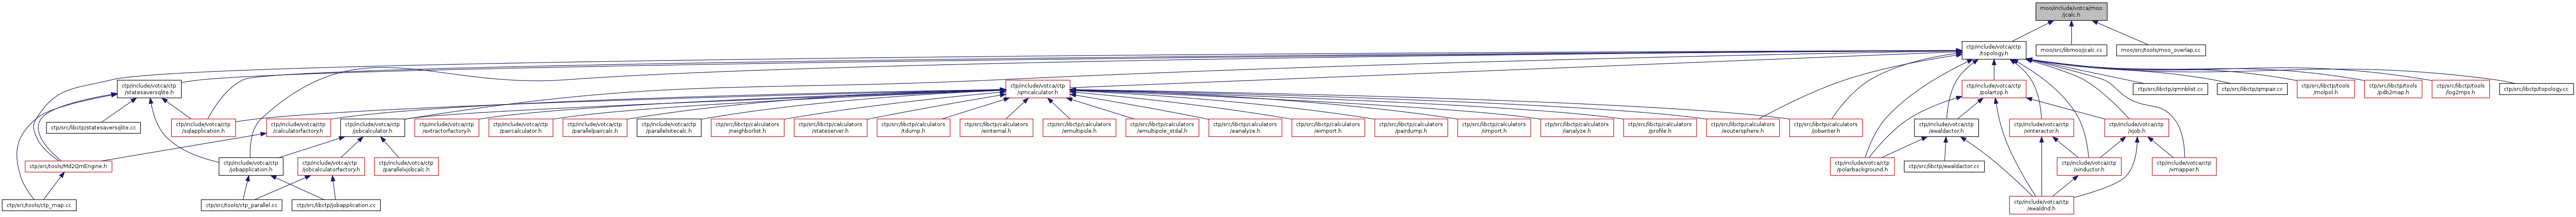 moo/include/votca/moo
/jcalc.h
ctp/include/votca/ctp
/topology.h
moo/src/libmoo/jcalc.cc
moo/src/tools/moo_overlap.cc
ctp/include/votca/ctp
/statesaversqlite.h
ctp/include/votca/ctp
/qmcalculator.h
ctp/include/votca/ctp
/polartop.h
ctp/src/libctp/qmnblist.cc
ctp/src/libctp/qmpair.cc
ctp/src/libctp/tools
/molpol.h
ctp/src/libctp/tools
/pdb2map.h
ctp/src/libctp/tools
/log2mps.h
ctp/src/libctp/topology.cc
ctp/src/libctp/statesaversqlite.cc
ctp/include/votca/ctp
/sqlapplication.h
ctp/include/votca/ctp
/calculatorfactory.h
ctp/include/votca/ctp
/jobcalculator.h
ctp/include/votca/ctp
/extractorfactory.h
ctp/include/votca/ctp
/paircalculator.h
ctp/include/votca/ctp
/parallelpaircalc.h
ctp/include/votca/ctp
/parallelsitecalc.h
ctp/src/libctp/calculators
/neighborlist.h
ctp/src/libctp/calculators
/stateserver.h
ctp/src/libctp/calculators
/tdump.h
ctp/src/libctp/calculators
/einternal.h
ctp/src/libctp/calculators
/emultipole.h
ctp/src/libctp/calculators
/emultipole_stdal.h
ctp/src/libctp/calculators
/eanalyze.h
ctp/src/libctp/calculators
/eimport.h
ctp/src/libctp/calculators
/pairdump.h
ctp/src/libctp/calculators
/iimport.h
ctp/src/libctp/calculators
/ianalyze.h
ctp/src/libctp/calculators
/profile.h
ctp/src/libctp/calculators
/eoutersphere.h
ctp/src/libctp/calculators
/jobwriter.h
ctp/include/votca/ctp
/ewaldactor.h
ctp/include/votca/ctp
/xinteractor.h
ctp/include/votca/ctp
/xjob.h
ctp/src/tools/Md2QmEngine.h
ctp/include/votca/ctp
/jobapplication.h
ctp/include/votca/ctp
/jobcalculatorfactory.h
ctp/include/votca/ctp
/parallelxjobcalc.h
ctp/include/votca/ctp
/polarbackground.h
ctp/src/libctp/ewaldactor.cc
ctp/include/votca/ctp
/xinductor.h
ctp/include/votca/ctp
/xmapper.h
ctp/src/tools/ctp_map.cc
ctp/src/tools/ctp_parallel.cc
ctp/src/libctp/jobapplication.cc
ctp/include/votca/ctp
/ewaldnd.h